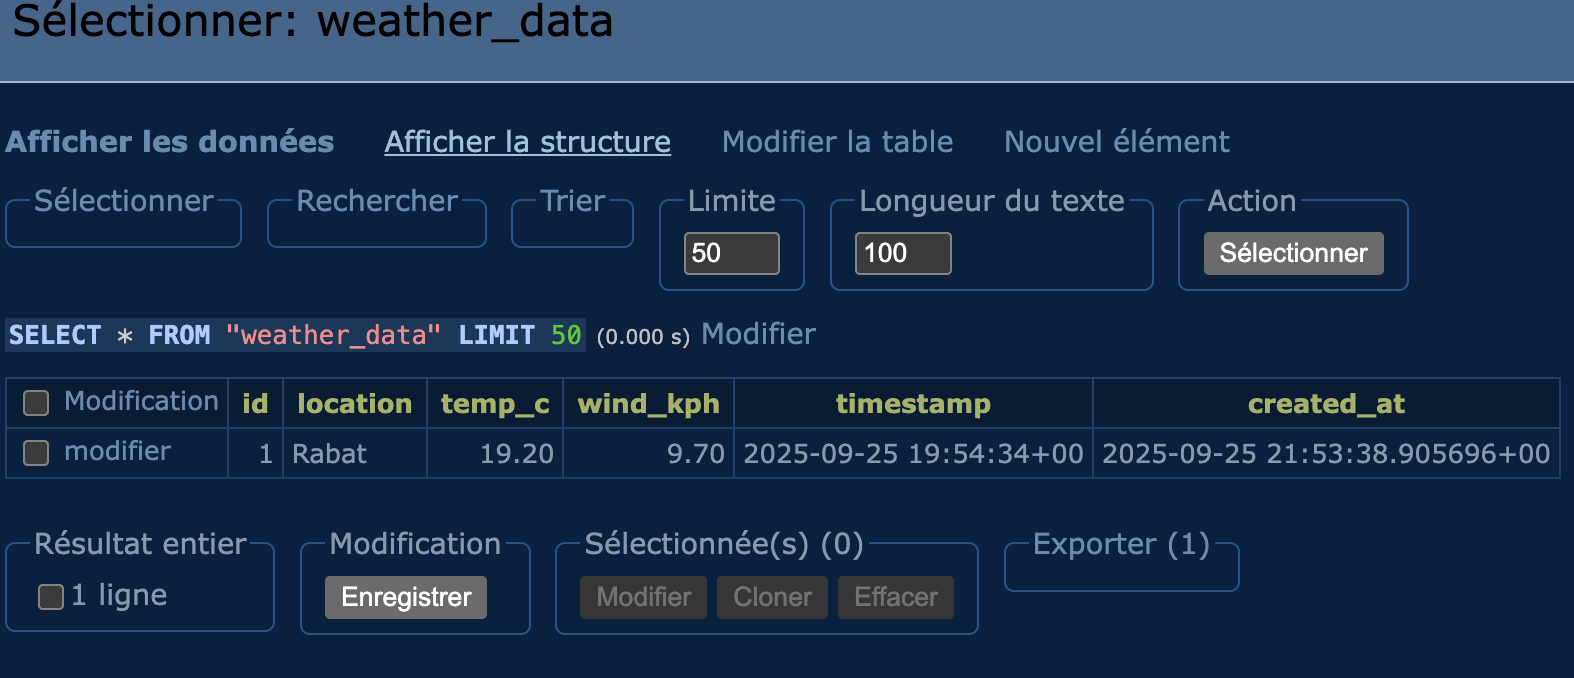 Sélectionner: weather_data
Afficher les données Afficher la structure Modifier la table Nouvel élément
Sélectionner Rechercher Trier Limite Longueur du texte Action
50 100 Sélectionner
SELECT * FROM "weather_data" LIMIT 50 (0.000 s) Modifier
Modification id location temp_c wind_kph timestamp created_at
modifier 1 Rabat 19.20 9.70 2025-09-25 19:54:34+00 2025-09-25 21:53:38.905696+00
Résultat entier Modification Sélectionnée(s) (0) Exporter (1)
1 ligne Enregistrer Modifier Cloner Effacer